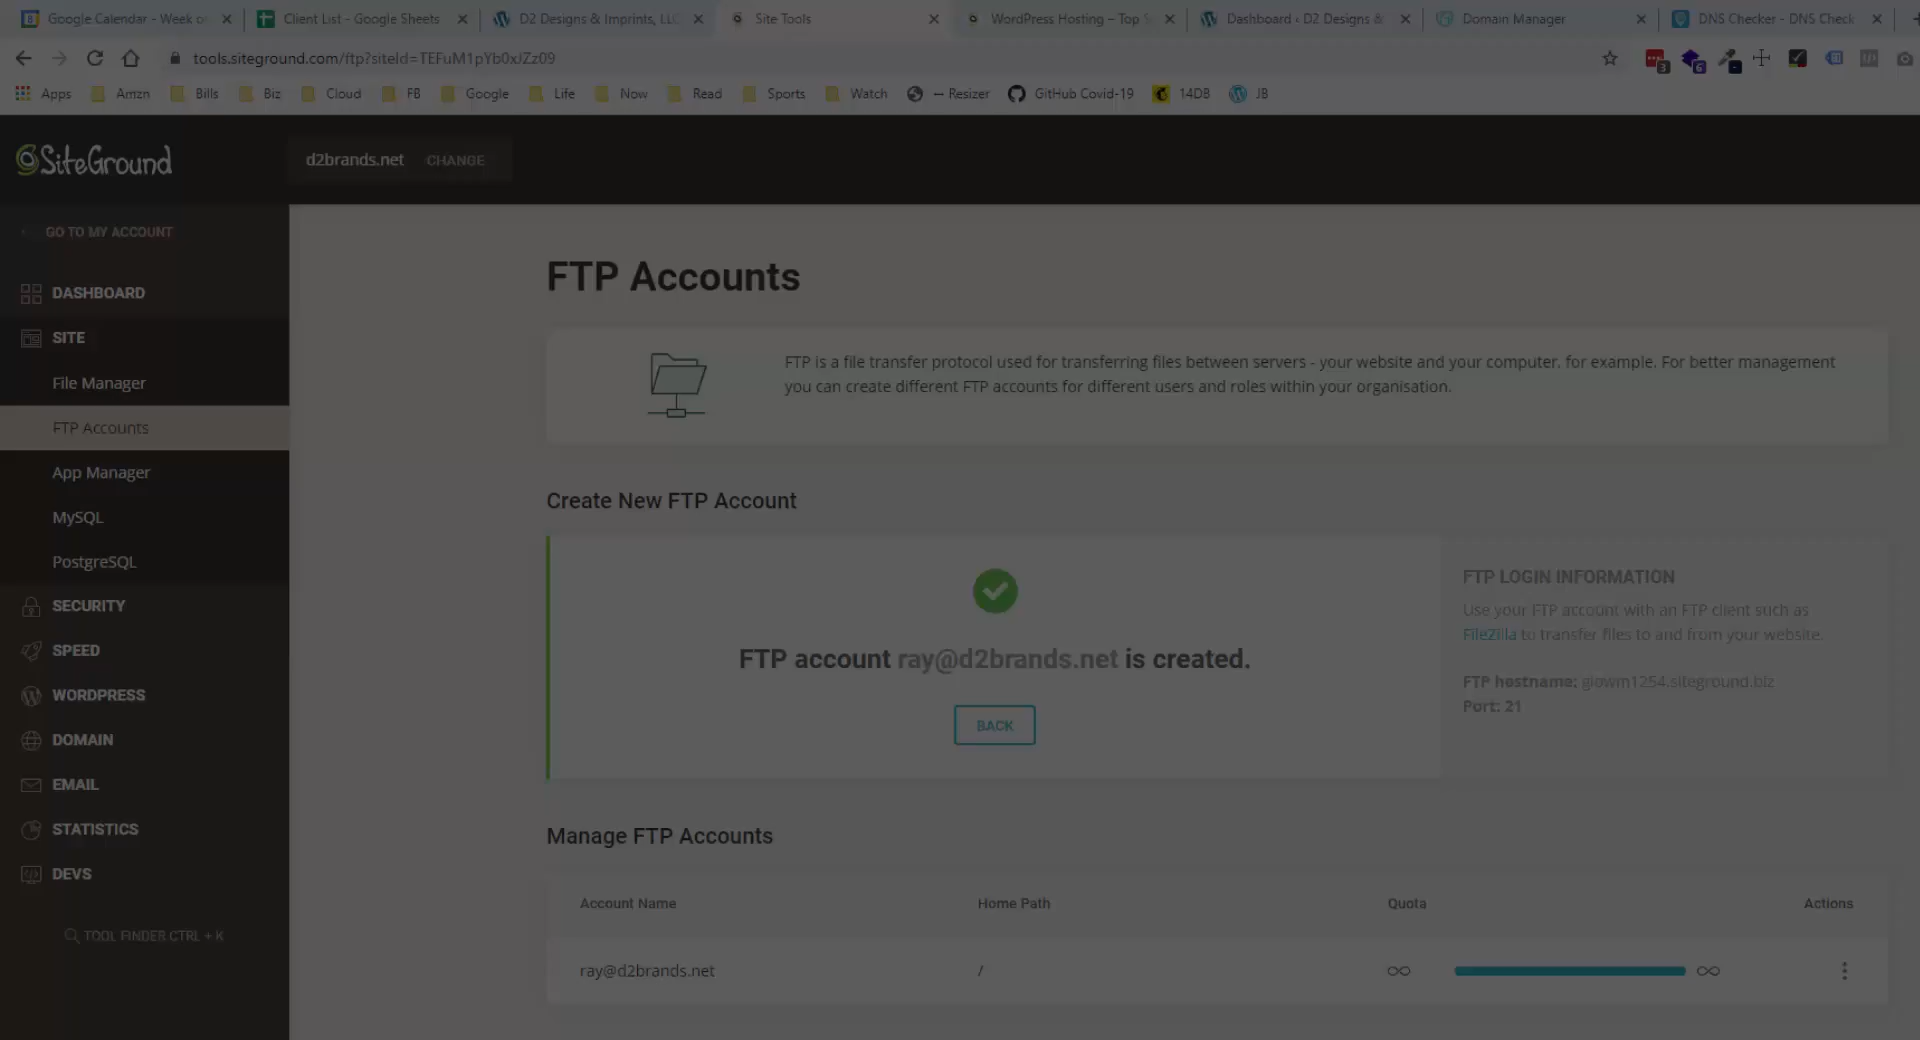 Google Calendar - Week o
Client List - Google Sheets
D2 Designs & Imprints, LLC
Site Tools
WordPress Hosting – Top S
Dashboard ‹ D2 Designs &
Domain Manager
DNS Checker - DNS Check
tools.siteground.com/ftp?siteId=TEFuM1pYb0xJZz09
3
6
Apps
Amzn
Bills
Biz
Cloud
FB
Google
Life
Now
Read
Sports
Watch
-- Resizer
GitHub Covid-19
14DB
JB
SiteGround
d2brands.net
CHANGE
GO TO MY ACCOUNT
DASHBOARD
SITE
File Manager
FTP Accounts
App Manager
MySQL
PostgreSQL
SECURITY
SPEED
WORDPRESS
DOMAIN
EMAIL
STATISTICS
DEVS
TOOL FINDER CTRL + K
FTP Accounts
FTP is a file transfer protocol used for transferring files between servers - your website and your computer, for example. For better management
you can create different FTP accounts for different users and roles within your organisation.
Create New FTP Account
FTP account ray@d2brands.net is created.
BACK
FTP LOGIN INFORMATION
Use your FTP account with an FTP client such as
FileZilla to transfer files to and from your website.
FTP hostname: giowm1254.siteground.biz
Port: 21
Manage FTP Accounts
Account Name
Home Path
Quota
Actions
ray@d2brands.net
/
∞
∞